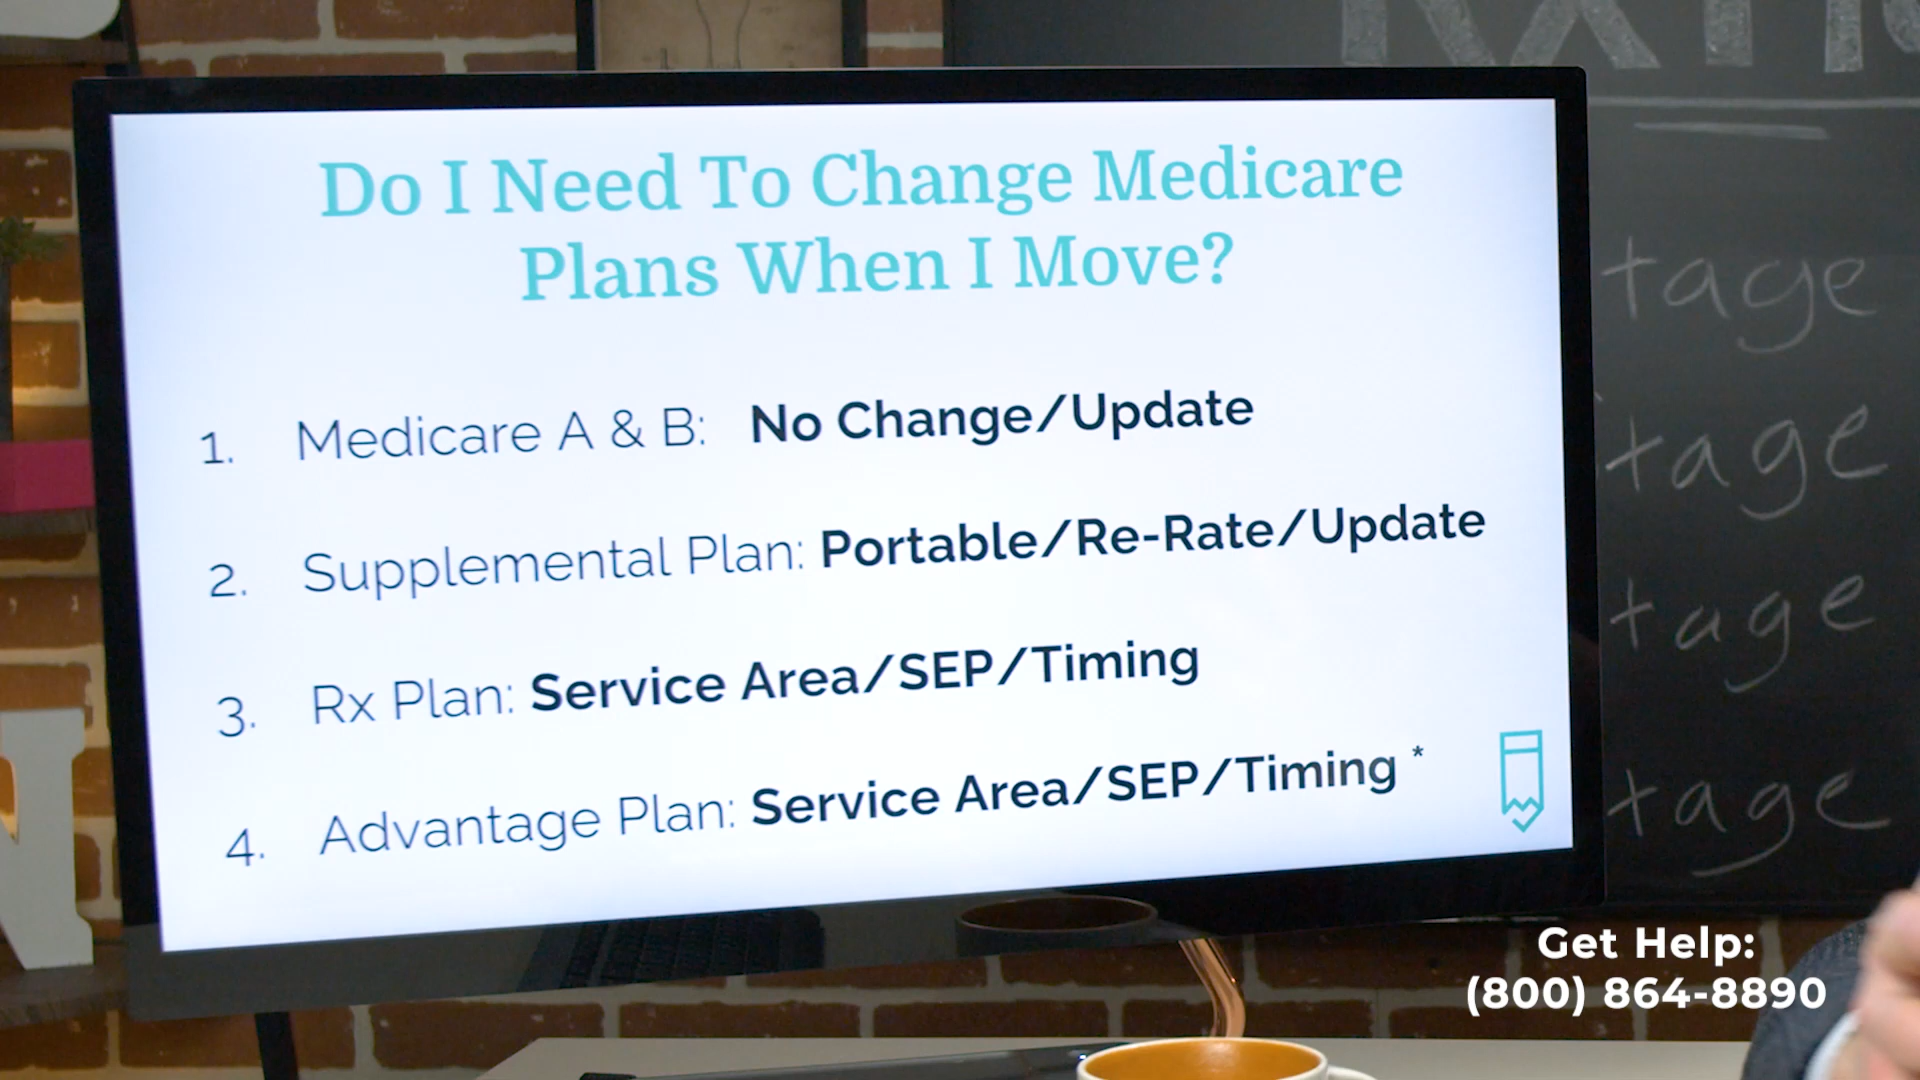 Do I Need To Change Medicare
Plans When I Move?
1. Medicare A & B: No Change/Update
2. Supplemental Plan: Portable/Re-Rate/Update
3. Rx Plan: Service Area/SEP/Timing
4. Advantage Plan: Service Area/SEP/Timing *
tage
tage
tage
tage
Get Help:
(800) 864-8890